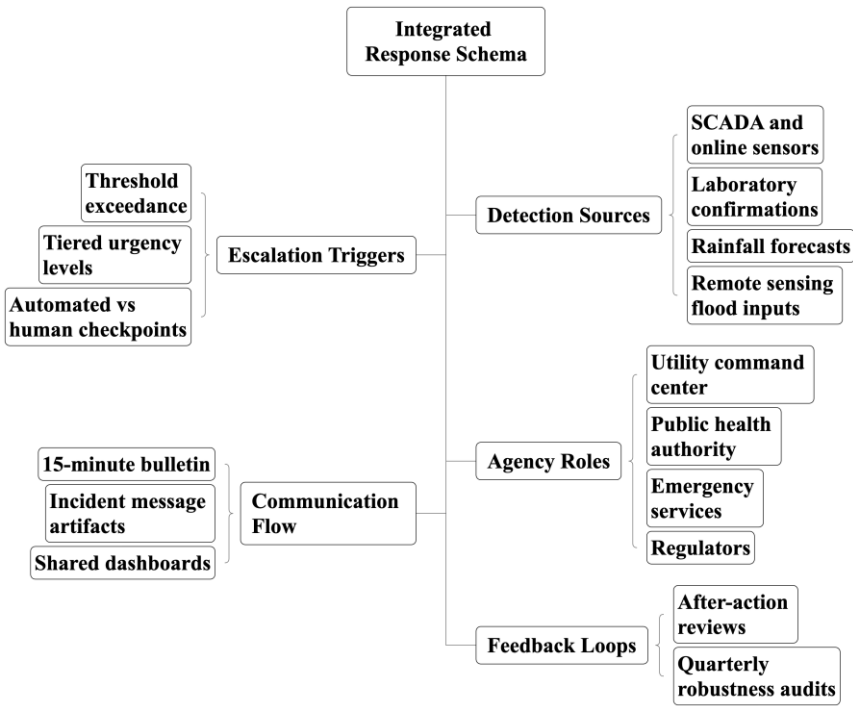 Integrated
Response Schema
Threshold
exceedance
Tiered urgency
levels
Automated vs
human checkpoints
Escalation Triggers
Detection Sources
SCADA and
online sensors
Laboratory
confirmations
Rainfall forecasts
Remote sensing
flood inputs
15-minute bulletin
Incident message
artifacts
Shared dashboards
Communication
Flow
Agency Roles
Utility command
center
Public health
authority
Emergency
services
Regulators
Feedback Loops
After-action
reviews
Quarterly
robustness audits